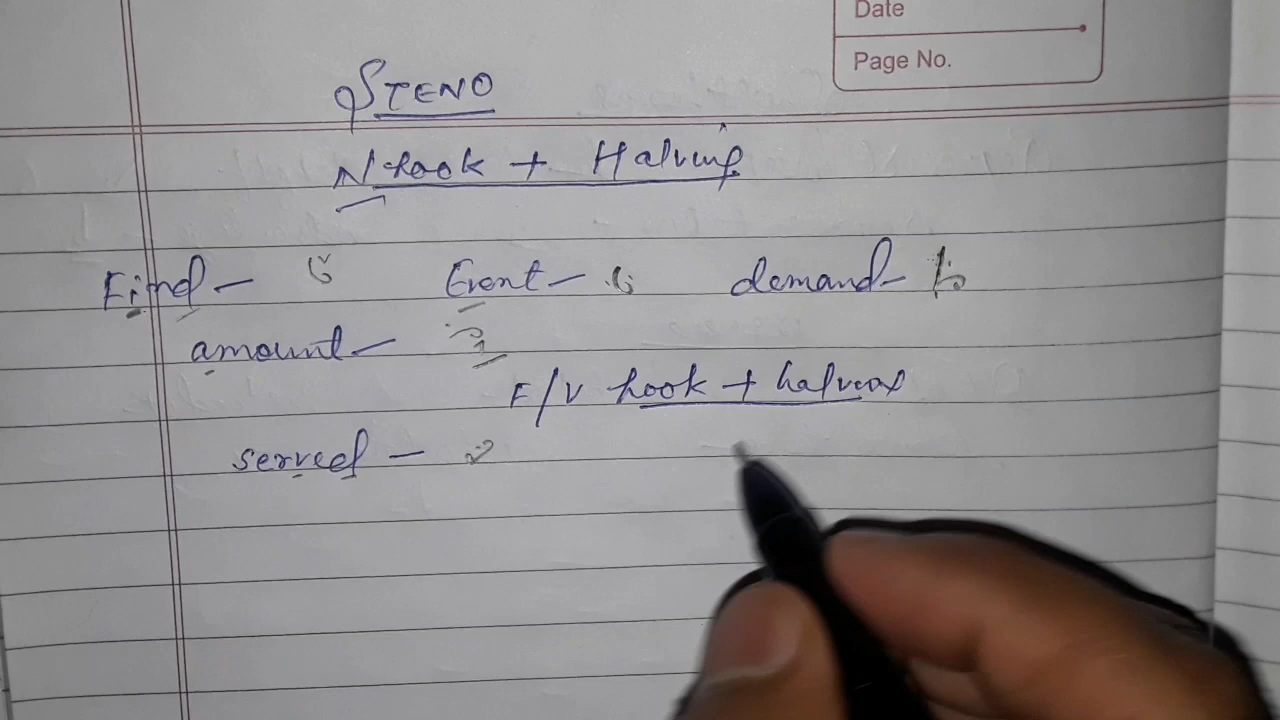 Date
Page No.
STENO
N hook + Halving
Find - Event - demand -
amount -
F/V hook + halving
served -